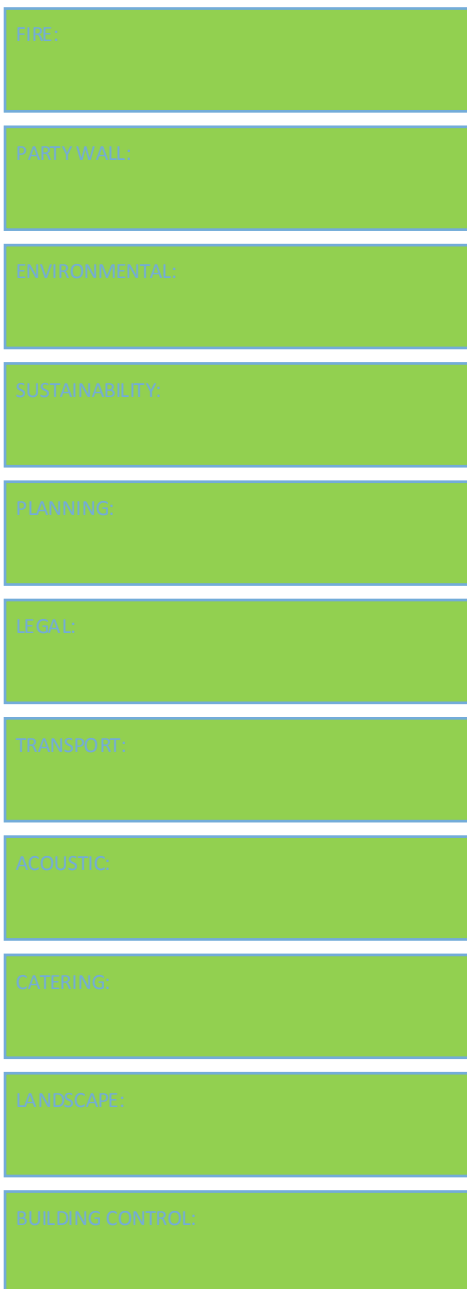 FIRE:
PARTY WALL:
ENVIRONMENTAL:
SUSTAINABILITY:
PLANNING:
LEGAL:
TRANSPORT:
ACOUSTIC:
CATERING:
LANDSCAPE:
BUILDING CONTROL: